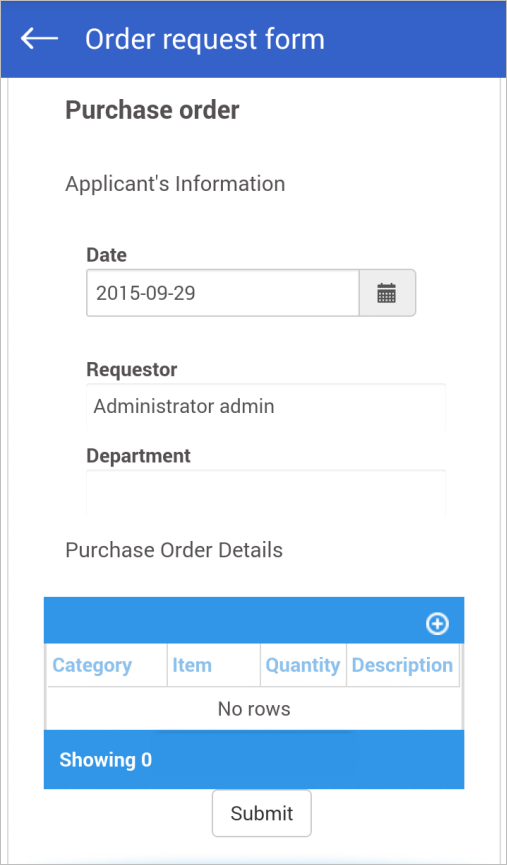 Order request form
Purchase order
Applicant's Information
Date
2015-09-29
Requestor
Administrator admin
Department
Purchase Order Details
Category Item Quantity Description
No rows
Showing 0
Submit